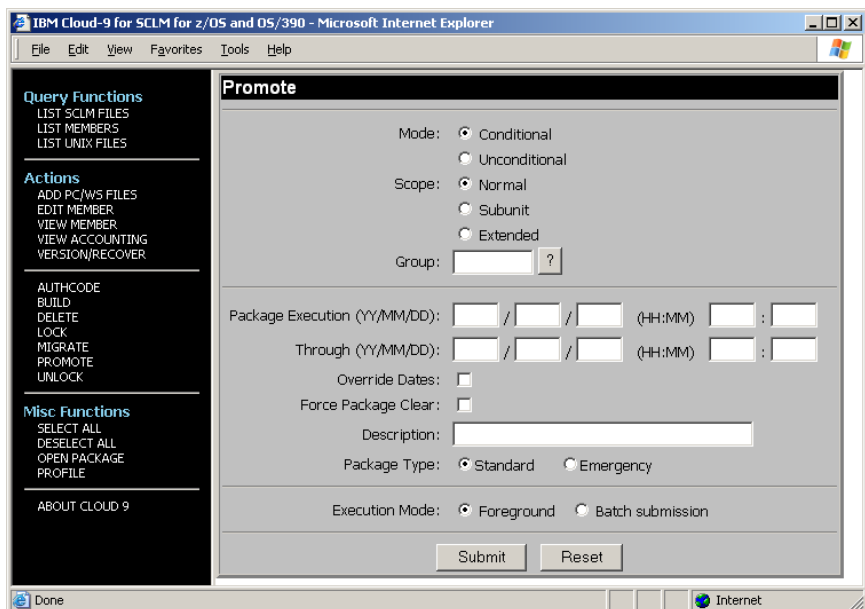 IBM Cloud-9 for SCLM for z/OS and OS/390 - Microsoft Internet Explorer
File Edit View Favorites Tools Help
Query Functions
LIST SCLM FILES
LIST MEMBERS
LIST UNIX FILES
Actions
ADD PC/WS FILES
EDIT MEMBER
VIEW MEMBER
VIEW ACCOUNTING
VERSION/RECOVER
AUTHCODE
BUILD
DELETE
LOCK
MIGRATE
PROMOTE
UNLOCK
Misc Functions
SELECT ALL
DESELECT ALL
OPEN PACKAGE
PROFILE
ABOUT CLOUD 9
Promote
Mode: Conditional
Unconditional
Scope: Normal
Subunit
Extended
Group: ?
Package Execution (YY/MM/DD): / / (HH:MM) :
Through (YY/MM/DD): / / (HH:MM) :
Override Dates:
Force Package Clear:
Description:
Package Type: Standard Emergency
Execution Mode: Foreground Batch submission
Submit Reset
Done Internet